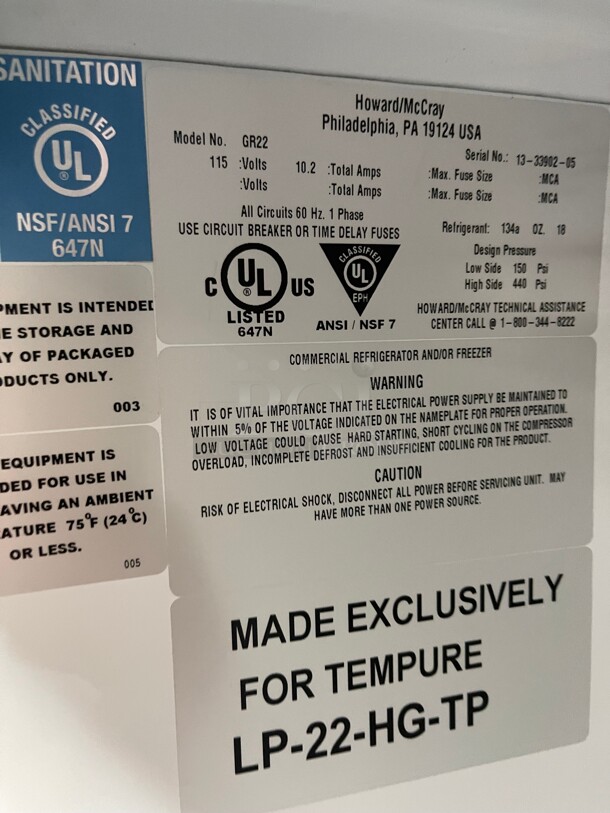 SANITATION
CLASSIFIED
UL
®
NSF/ANSI 7
647N
PMENT IS INTENDED
E STORAGE AND
AY OF PACKAGED
DUCTS ONLY.
003
EQUIPMENT IS
DED FOR USE IN
AVING AN AMBIENT
ATURE 75°F (24°C)
OR LESS.
005
Howard/McCray
Philadelphia, PA 19124 USA
Model No. GR22
Serial No.: 13-33902-05
115 :Volts 10.2 :Total Amps :Max. Fuse Size :MCA
:Volts :Total Amps :Max. Fuse Size :MCA
All Circuits 60 Hz. 1 Phase
Refrigerant: 134a OZ. 18
USE CIRCUIT BREAKER OR TIME DELAY FUSES
Design Pressure
Low Side 150 Psi
High Side 440 Psi
C UL US
®
LISTED
647N
CLASSIFIED
UL
®
EPH
ANSI / NSF 7
HOWARD/McCRAY TECHNICAL ASSISTANCE
CENTER CALL @ 1-800-344-8222
COMMERCIAL REFRIGERATOR AND/OR FREEZER
WARNING
IT IS OF VITAL IMPORTANCE THAT THE ELECTRICAL POWER SUPPLY BE MAINTAINED TO
WITHIN 5% OF THE VOLTAGE INDICATED ON THE NAMEPLATE FOR PROPER OPERATION.
LOW VOLTAGE COULD CAUSE HARD STARTING, SHORT CYCLING ON THE COMPRESSOR
OVERLOAD, INCOMPLETE DEFROST AND INSUFFICIENT COOLING FOR THE PRODUCT.
CAUTION
RISK OF ELECTRICAL SHOCK, DISCONNECT ALL POWER BEFORE SERVICING UNIT. MAY
HAVE MORE THAN ONE POWER SOURCE.
MADE EXCLUSIVELY
FOR TEMPURE
LP-22-HG-TP